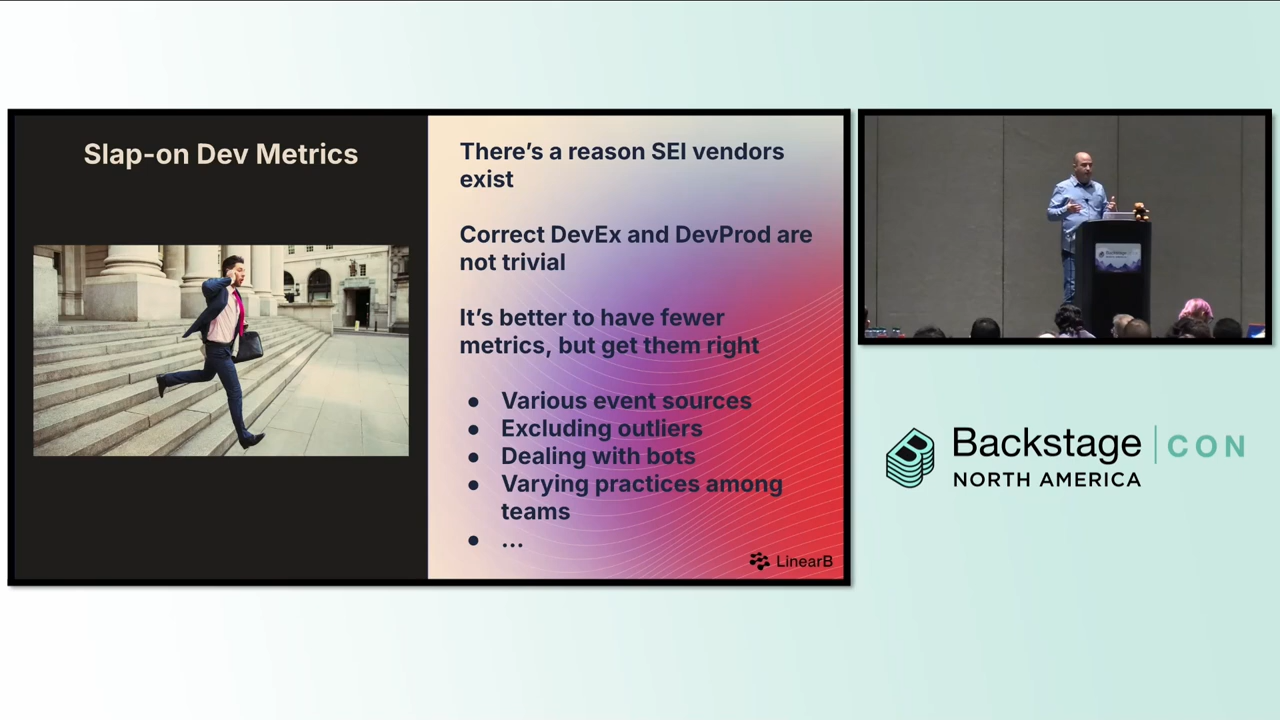 Slap-on Dev Metrics
There's a reason SEI vendors
exist
Correct DevEx and DevProd are
not trivial
It's better to have fewer
metrics, but get them right
● Various event sources
● Excluding outliers
● Dealing with bots
● Varying practices among
teams
● ...
LinearB
Backstage
Backstage | CON
NORTH AMERICA